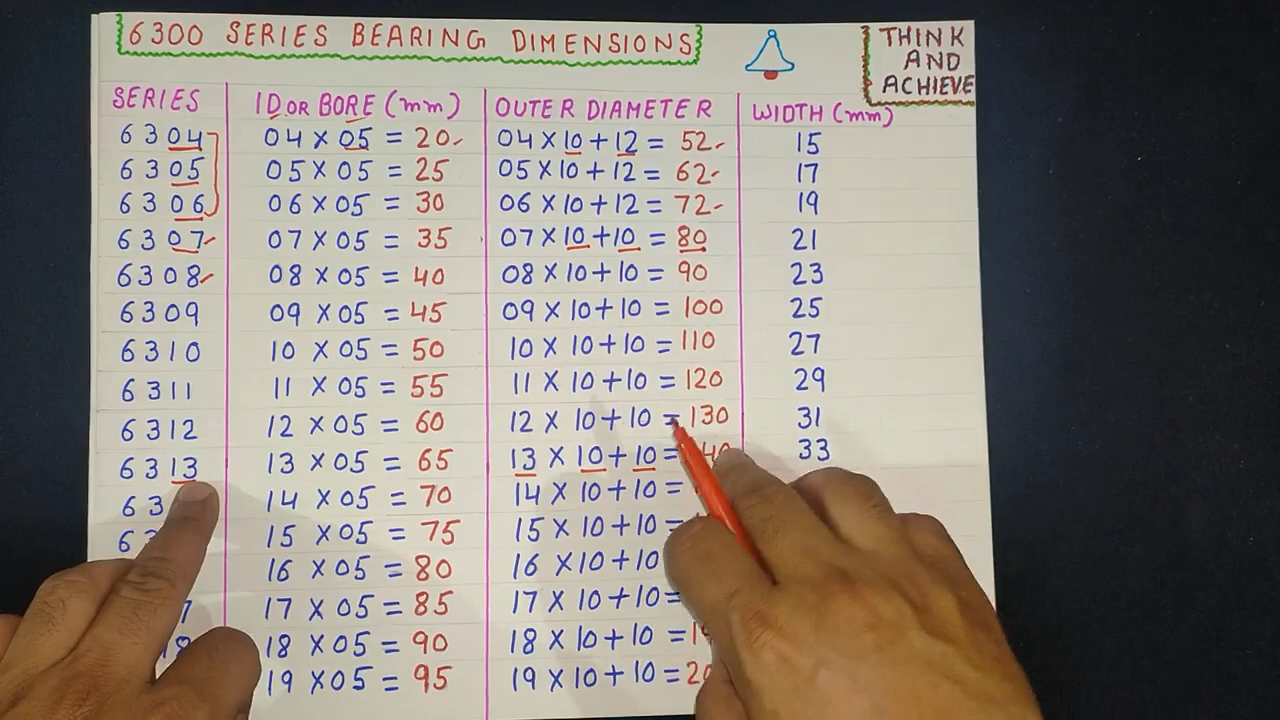 6300 SERIES BEARING DIMENSIONS
THINK
AND
ACHIEVE
SERIES ID OR BORE (mm) OUTER DIAMETER WIDTH (mm)
6304 04 X 05 = 20 04 X 10 + 12 = 52 15
6305 05 X 05 = 25 05 X 10 + 12 = 62 17
6306 06 X 05 = 30 06 X 10 + 12 = 72 19
6307 07 X 05 = 35 07 X 10 + 10 = 80 21
6308 08 X 05 = 40 08 X 10 + 10 = 90 23
6309 09 X 05 = 45 09 X 10 + 10 = 100 25
6310 10 X 05 = 50 10 X 10 + 10 = 110 27
6311 11 X 05 = 55 11 X 10 + 10 = 120 29
6312 12 X 05 = 60 12 X 10 + 10 = 130 31
6313 13 X 05 = 65 13 X 10 + 10 = 33
14 X 05 = 70 14 X 10 + 10 =
15 X 05 = 75 15 X 10 + 10 =
16 X 05 = 80 16 X 10 + 10
17 X 05 = 85 17 X 10 + 10 =
18 X 05 = 90 18 X 10 + 10 =
19 X 05 = 95 19 X 10 + 10 =